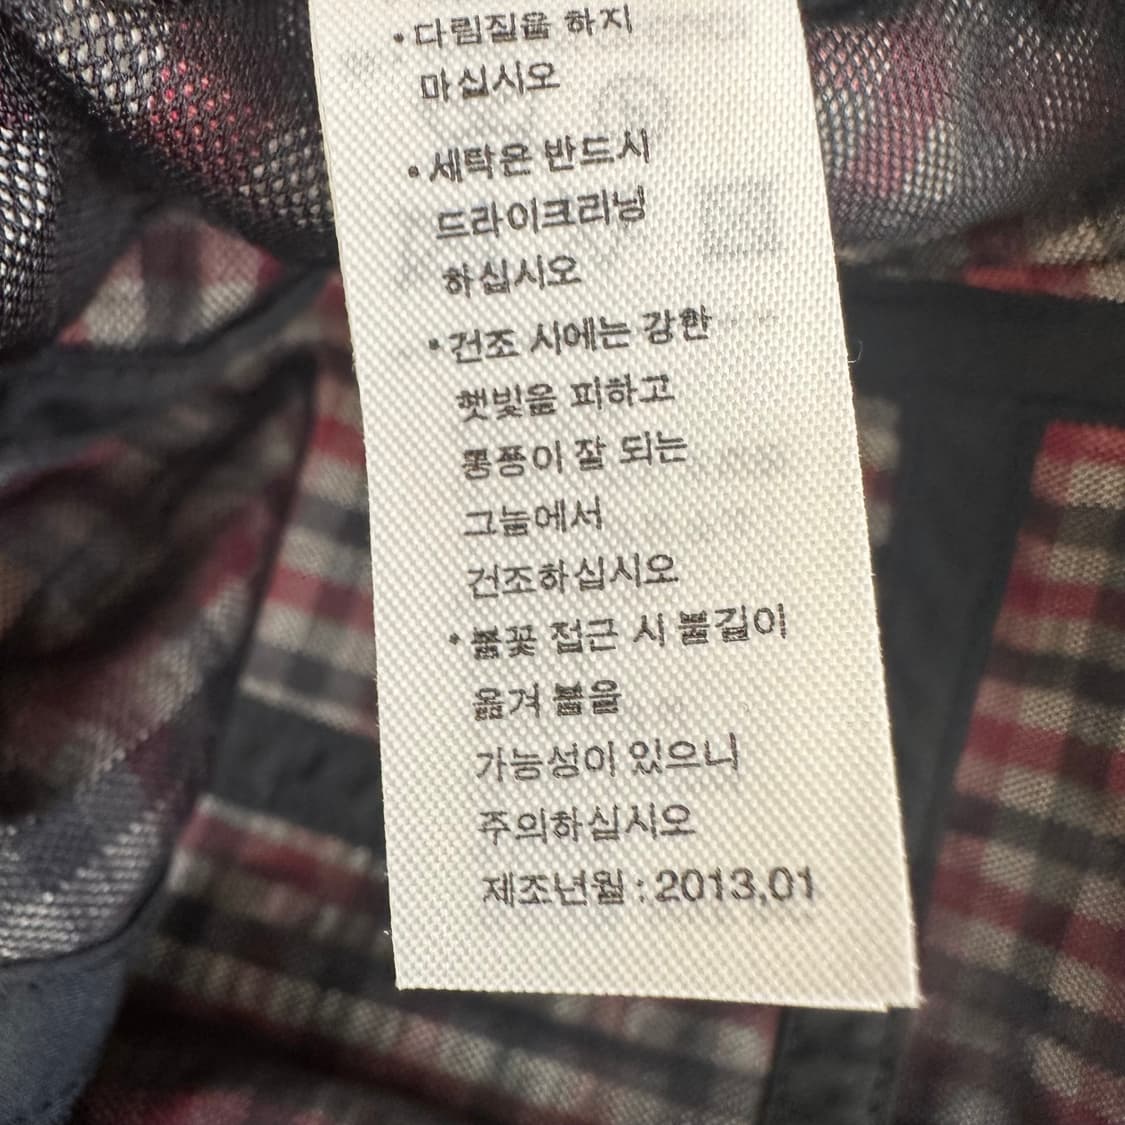 •다림질을 하지
마십시오
•세탁은 반드시
드라이크리닝
하십시오
•건조 시에는 강한
햇빛을 피하고
통풍이 잘 되는
그늘에서
건조하십시오
•불꽃 접근 시 불길이
옮겨 붙을
가능성이 있으니
주의하십시오
제조년월 : 2013.01